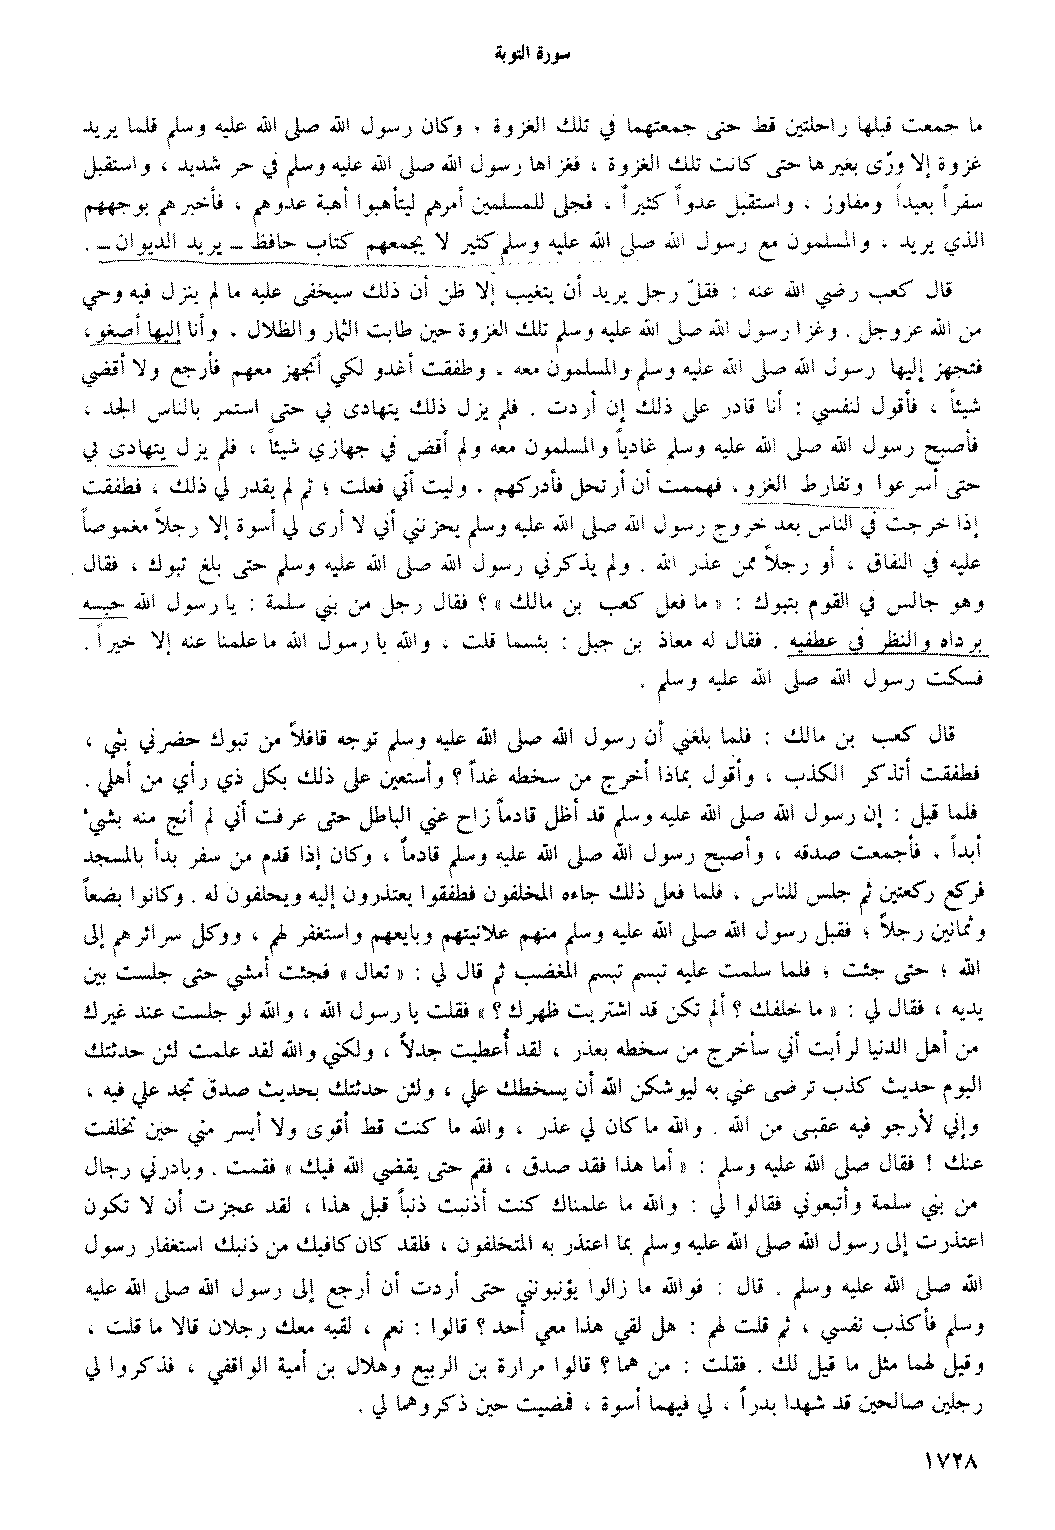 سورة التوبة
ما جمعت قبلها راحلتين قط حتى جمعتهما في تلك الغزوة . وكان رسول الله صلى الله عليه وسلم قلما يريد
غزوة إلا ورّى بغيرها حتى كانت تلك الغزوة ، فغزاها رسول الله صلى الله عليه وسلم في حر شديد ، واستقبل
سفراً بعيداً ومفاوز ، واستقبل عدواً كثيراً ، فجلى للمسلمين أمرهم ليتأهبوا أهبة عدوهم ، فأخبرهم بوجههم
الذي يريد ، والمسلمون مع رسول الله صلى الله عليه وسلم كثير لا يجمعهم كتاب حافظ ــ يريد الديوان ــ .
قال كعب رضي الله عنه : فقلّ رجل يريد أن يتغيب إلا ظن أن ذلك سيخفى عليه ما لم ينزل فيه وحي
من الله عز وجل . وغزا رسول الله صلى الله عليه وسلم تلك الغزوة حين طابت الثمار والظلال . وأنا إليها أصغو ،
فتجهز إليها رسول الله صلى الله عليه وسلم والمسلمون معه . وطفقت أغدو لكي أتجهز معهم فأرجع ولا أقضي
شيئاً ، فأقول لنفسي : أنا قادر على ذلك إن أردت . فلم يزل ذلك يتهادى بي حتى استمر بالناس الجد ،
فأصبح رسول الله صلى الله عليه وسلم غادياً والمسلمون معه ولم أقض في جهازي شيئاً ، فلم يزل يتهادى بي
حتى أسرعوا وتفارط الغزو . فهممت أن أرتحل فأدركهم . وليت أني فعلت ؛ ثم لم يقدر لي ذلك ، فطفقت
إذا خرجت في الناس بعد خروج رسول الله صلى الله عليه وسلم يحزنني أني لا أرى لي أسوة إلا رجلاً مغموصاً
عليه في النفاق ، أو رجلاً ممن عذر الله . ولم يذكرني رسول الله صلى الله عليه وسلم حتى بلغ تبوك ، فقال
وهو جالس في القوم بتبوك : « ما فعل كعب بن مالك » ؟ فقال رجل من بني سلمة : يا رسول الله حبسه
برداه والنظر في عطفيه . فقال له معاذ بن جبل : بئسما قلت ، والله يا رسول الله ما علمنا عنه إلا خيراً .
فسكت رسول الله صلى الله عليه وسلم .
قال كعب بن مالك : فلما بلغني أن رسول الله صلى الله عليه وسلم توجه قافلاً من تبوك حضرني بثي ،
فطفقت أتذكر الكذب ، وأقول بماذا أخرج من سخطه غداً ؟ وأستعين على ذلك بكل ذي رأي من أهلي .
فلما قيل : إن رسول الله صلى الله عليه وسلم قد أظل قادماً زاح عني الباطل حتى عرفت أني لم أنج منه بشيء
أبداً ، فأجمعت صدقه ، وأصبح رسول الله صلى الله عليه وسلم قادماً ، وكان إذا قدم من سفر بدأ بالمسجد
فركع ركعتين ثم جلس للناس ، فلما فعل ذلك جاءه المخلفون فطفقوا يعتذرون إليه ويحلفون له . وكانوا بضعاً
وثمانين رجلاً ؛ فقبل رسول الله صلى الله عليه وسلم منهم علانيتهم وبايعهم واستغفر لهم ، ووكل سرائرهم إلى
الله ؛ حتى جئت ؛ فلما سلمت عليه تبسم تبسم المغضب ثم قال لي : « تعال » فجئت أمشي حتى جلست بين
يديه ، فقال لي : « ما خلفك ؟ ألم تكن قد اشتريت ظهرك ؟ » فقلت يا رسول الله ، والله لو جلست عند غيرك
من أهل الدنيا لرأيت أني سأخرج من سخطه بعذر ، لقد أُعطيت جدلاً ، ولكني والله لقد علمت لئن حدثتك
اليوم حديث كذب ترضى عني به ليوشكن الله أن يسخطك علي ، ولئن حدثتك بحديث صدق تجد علي فيه ،
وإني لأرجو فيه عقبى من الله . والله ما كان لي عذر ، والله ما كنت قط أقوى ولا أيسر مني حين تخلفت
عنك ! فقال صلى الله عليه وسلم : « أما هذا فقد صدق ، فقم حتى يقضي الله فيك » فقمت . وبادرني رجال
من بني سلمة وأتبعوني فقالوا لي : والله ما علمناك كنت أذنبت ذنباً قبل هذا ، لقد عجزت أن لا تكون
اعتذرت إلى رسول الله صلى الله عليه وسلم بما اعتذر به المتخلفون ، فلقد كان كافيك من ذنبك استغفار رسول
الله صلى الله عليه وسلم . قال : فوالله ما زالوا يؤنبونني حتى أردت أن أرجع إلى رسول الله صلى الله عليه
وسلم فأكذب نفسي ، ثم قلت لهم : هل لقي هذا معي أحد ؟ قالوا : نعم ، لقيه معك رجلان قالا ما قلت ،
وقيل لهما مثل ما قيل لك . فقلت : من هما ؟ قالوا مرارة بن الربيع وهلال بن أمية الواقفي ، فذكروا لي
رجلين صالحين قد شهدا بدراً ، لي فيهما أسوة ، فمضيت حين ذكروهما لي .
١٧٢٨